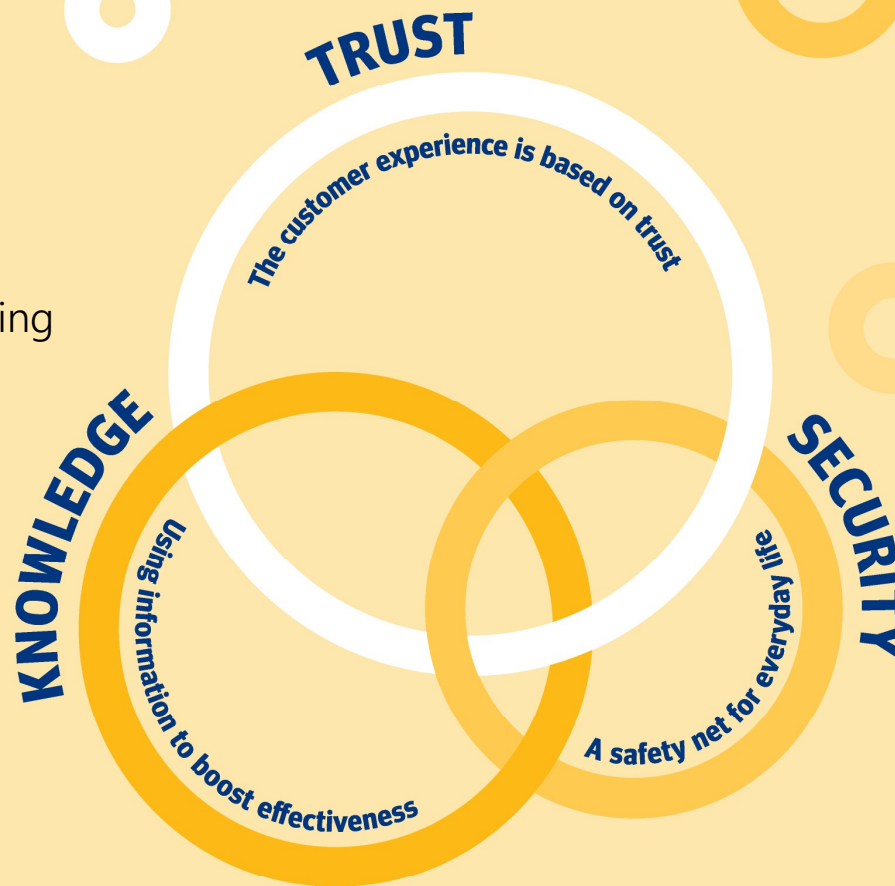 TRUST
The customer experience is based on trust
ing
KNOWLEDGE
Using information to boost effectiveness
SECURITY
A safety net for everyday life